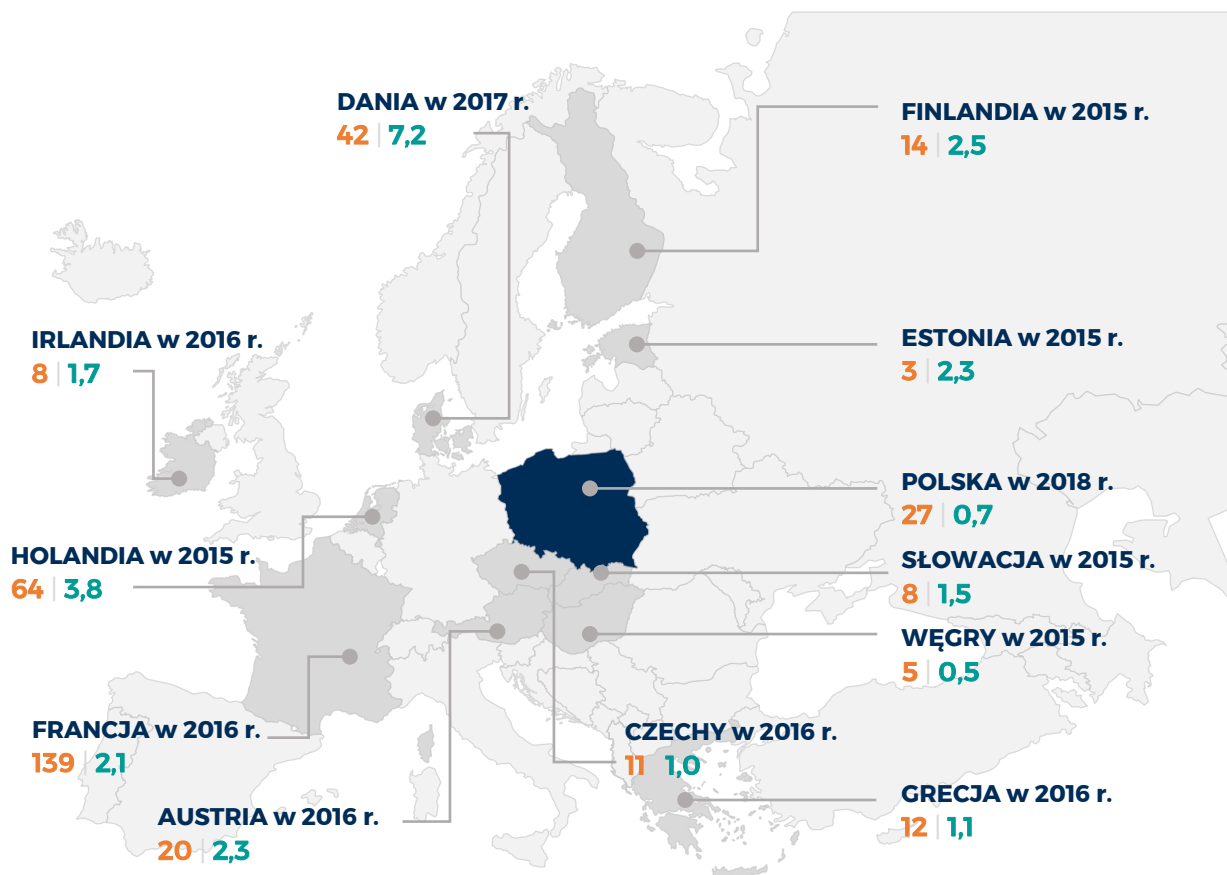 DANIA w 2017 r.
42 | 7,2
FINLANDIA w 2015 r.
14 | 2,5
IRLANDIA w 2016 r.
8 | 1,7
ESTONIA w 2015 r.
3 | 2,3
POLSKA w 2018 r.
27 | 0,7
HOLANDIA w 2015 r.
64 | 3,8
SŁOWACJA w 2015 r.
8 | 1,5
WĘGRY w 2015 r.
5 | 0,5
FRANCJA w 2016 r.
139 | 2,1
CZECHY w 2016 r.
11 | 1,0
AUSTRIA w 2016 r.
20 | 2,3
GRECJA w 2016 r.
12 | 1,1